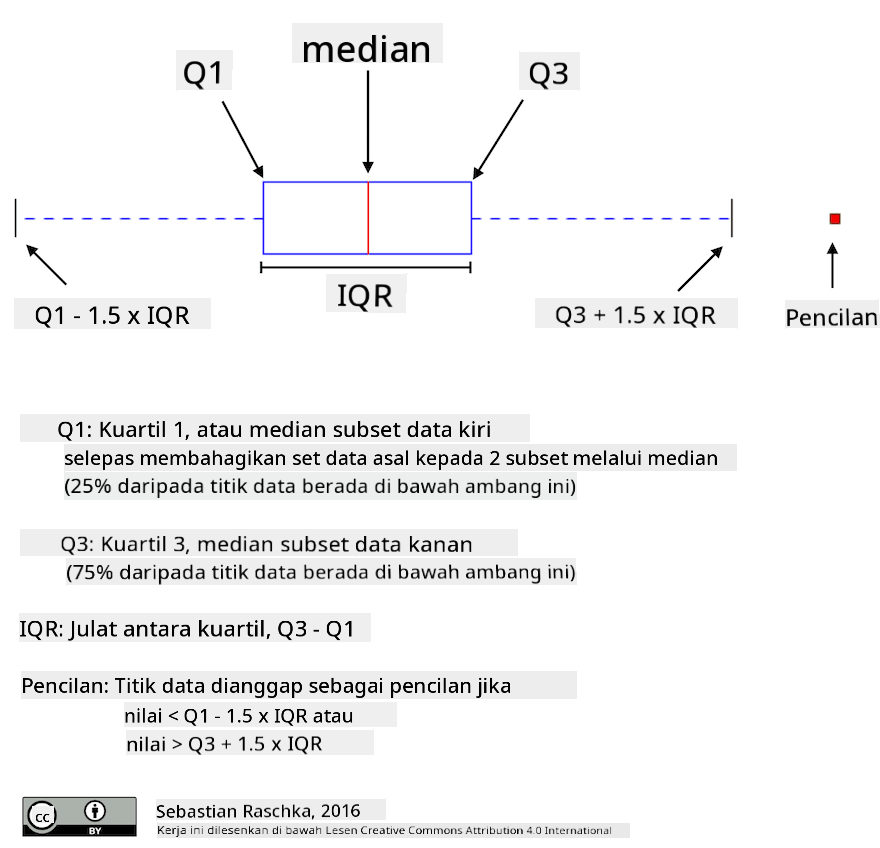 median
Q1
Q3
IQR
Q1 - 1.5 x IQR
Q3 + 1.5 x IQR
Pencilan
Q1: Kuartil 1, atau median subset data kiri
selepas membahagikan set data asal kepada 2 subset melalui median
(25% daripada titik data berada di bawah ambang ini)
Q3: Kuartil 3, median subset data kanan
(75% daripada titik data berada di bawah ambang ini)
IQR: Julat antara kuartil, Q3 - Q1
Pencilan: Titik data dianggap sebagai pencilan jika
nilai < Q1 - 1.5 x IQR atau
nilai > Q3 + 1.5 x IQR
cc
BY
Sebastian Raschka, 2016
Kerja ini dilesenkan di bawah Lesen Creative Commons Attribution 4.0 International